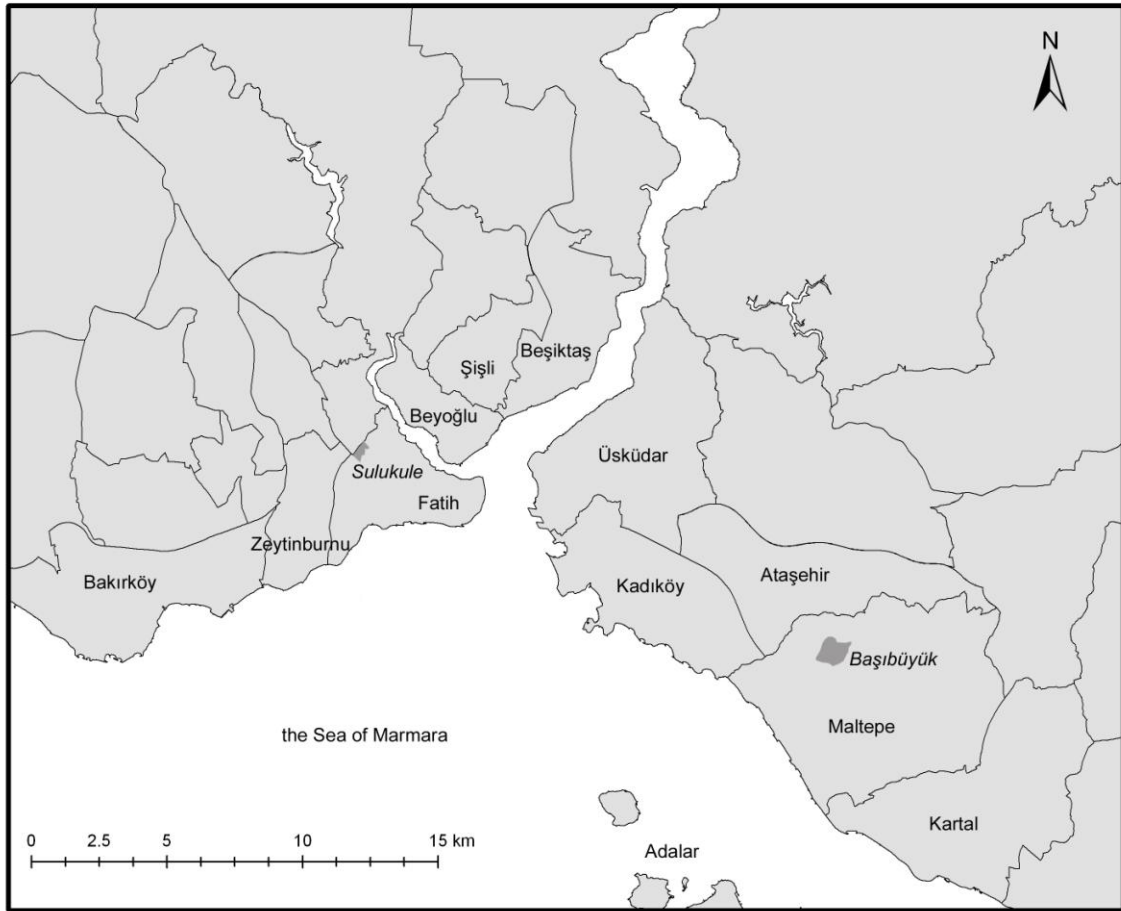 N
Beşiktaş
Şişli
Beyoğlu
Üsküdar
Sulukule
Fatih
Zeytinburnu
Bakırköy
Kadıköy
Ataşehir
Başıbüyük
Maltepe
the Sea of Marmara
Kartal
Adalar
0 2.5 5 10 15 km